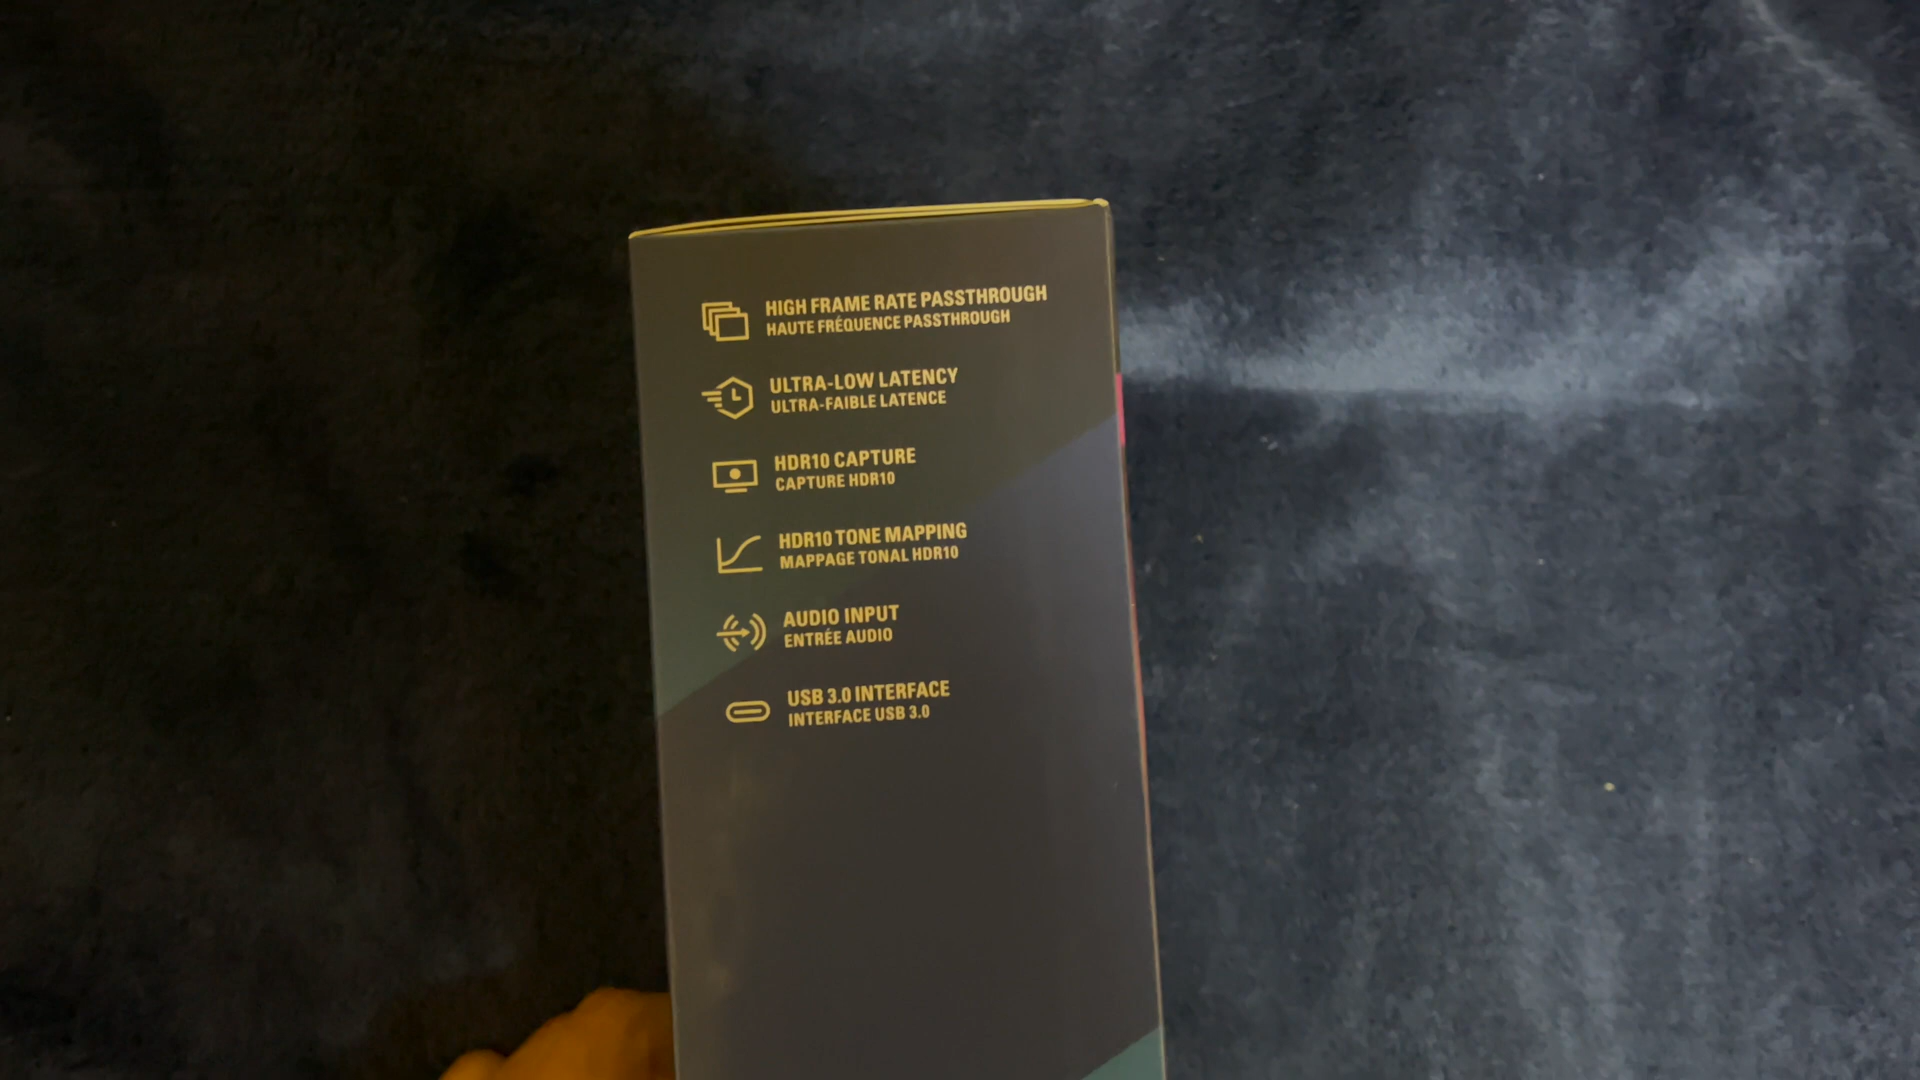 HIGH FRAME RATE PASSTHROUGH
HAUTE FRÉQUENCE PASSTHROUGH
ULTRA-LOW LATENCY
ULTRA-FAIBLE LATENCE
HDR10 CAPTURE
CAPTURE HDR10
HDR10 TONE MAPPING
MAPPAGE TONAL HDR10
AUDIO INPUT
ENTRÉE AUDIO
USB 3.0 INTERFACE
INTERFACE USB 3.0